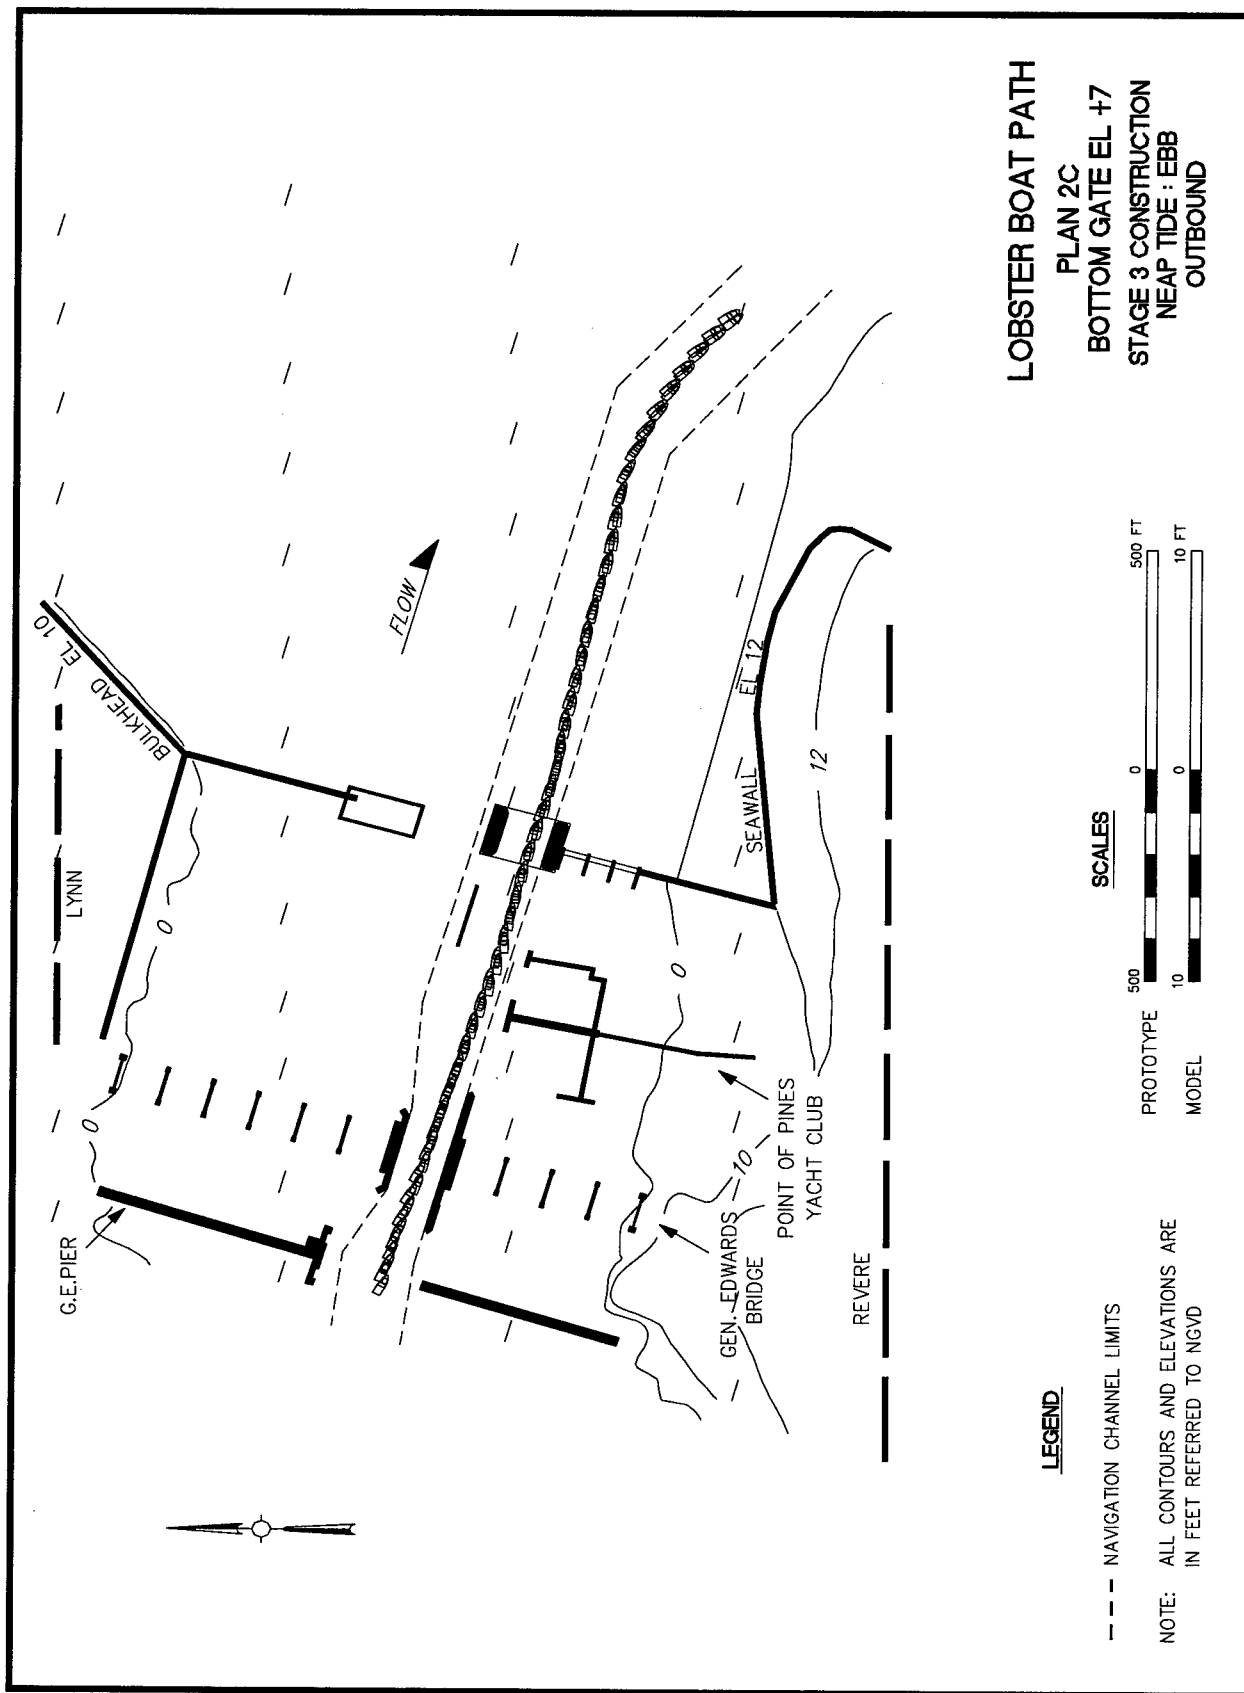 LYNN
BULKHEAD EL 10
G.E.PIER
FLOW
0
0
0
SEAWALL EL 12
12
10
GEN. EDWARDS
BRIDGE
POINT OF PINES
YACHT CLUB
REVERE
LOBSTER BOAT PATH
PLAN 2C
BOTTOM GATE EL +7
STAGE 3 CONSTRUCTION
NEAP TIDE : EBB
OUTBOUND
LEGEND
NAVIGATION CHANNEL LIMITS
NOTE: ALL CONTOURS AND ELEVATIONS ARE
IN FEET REFERRED TO NGVD
SCALES
PROTOTYPE 500 0 500 FT
MODEL 10 0 10 FT